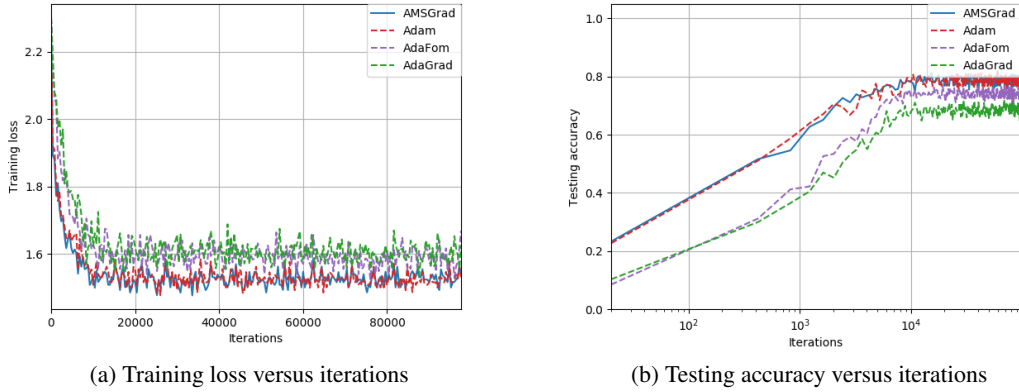 2.2
2.0
1.8
1.6
Training loss
0
20000
40000
60000
80000
Iterations
AMSGrad
Adam
AdaFom
AdaGrad
(a) Training loss versus iterations
1.0
0.8
0.6
0.4
0.2
0.0
Testing accuracy
10²
10³
10⁴
Iterations
AMSGrad
Adam
AdaFom
AdaGrad
(b) Testing accuracy versus iterations